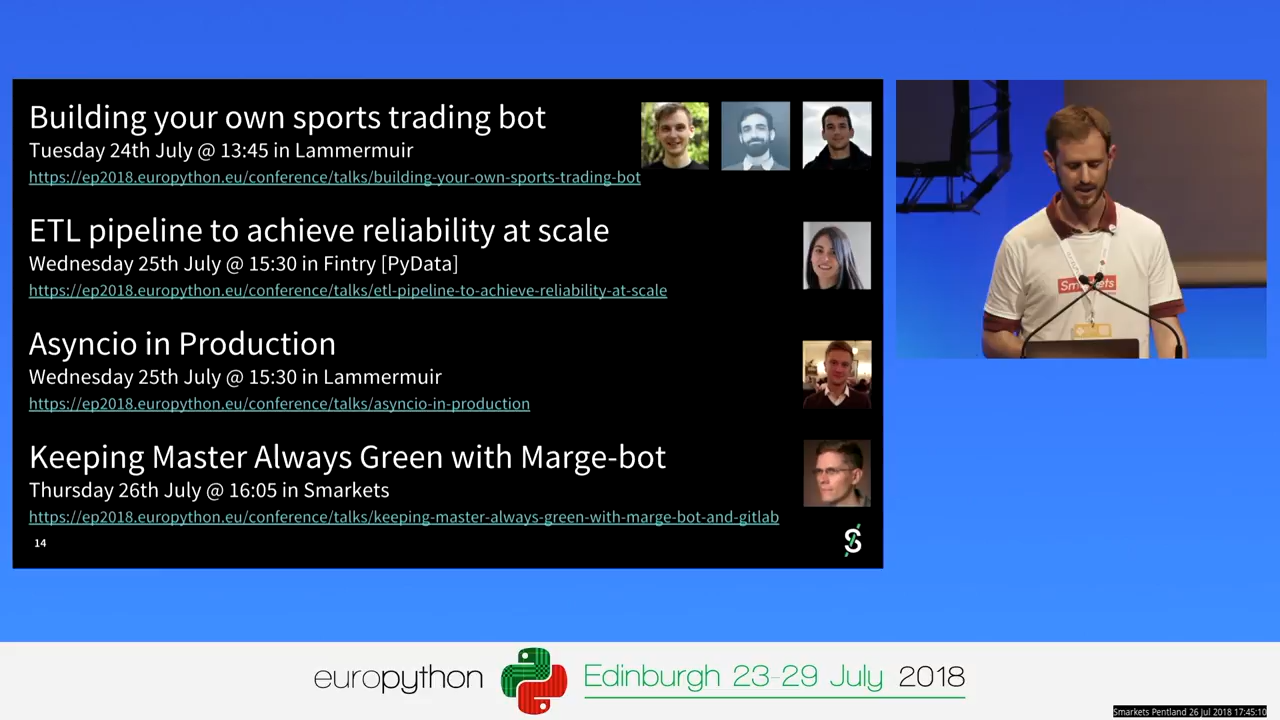 Building your own sports trading bot
Tuesday 24th July @ 13:45 in Lammermuir
https://ep2018.europython.eu/conference/talks/building-your-own-sports-trading-bot
ETL pipeline to achieve reliability at scale
Wednesday 25th July @ 15:30 in Fintry [PyData]
https://ep2018.europython.eu/conference/talks/etl-pipeline-to-achieve-reliability-at-scale
Asyncio in Production
Wednesday 25th July @ 15:30 in Lammermuir
https://ep2018.europython.eu/conference/talks/asyncio-in-production
Keeping Master Always Green with Marge-bot
Thursday 26th July @ 16:05 in Smarkets
https://ep2018.europython.eu/conference/talks/keeping-master-always-green-with-marge-bot-and-gitlab
14
S
Smarkets
europython Edinburgh 23-29 July 2018
Smarkets Pentland 26 Jul 2018 17:45:10